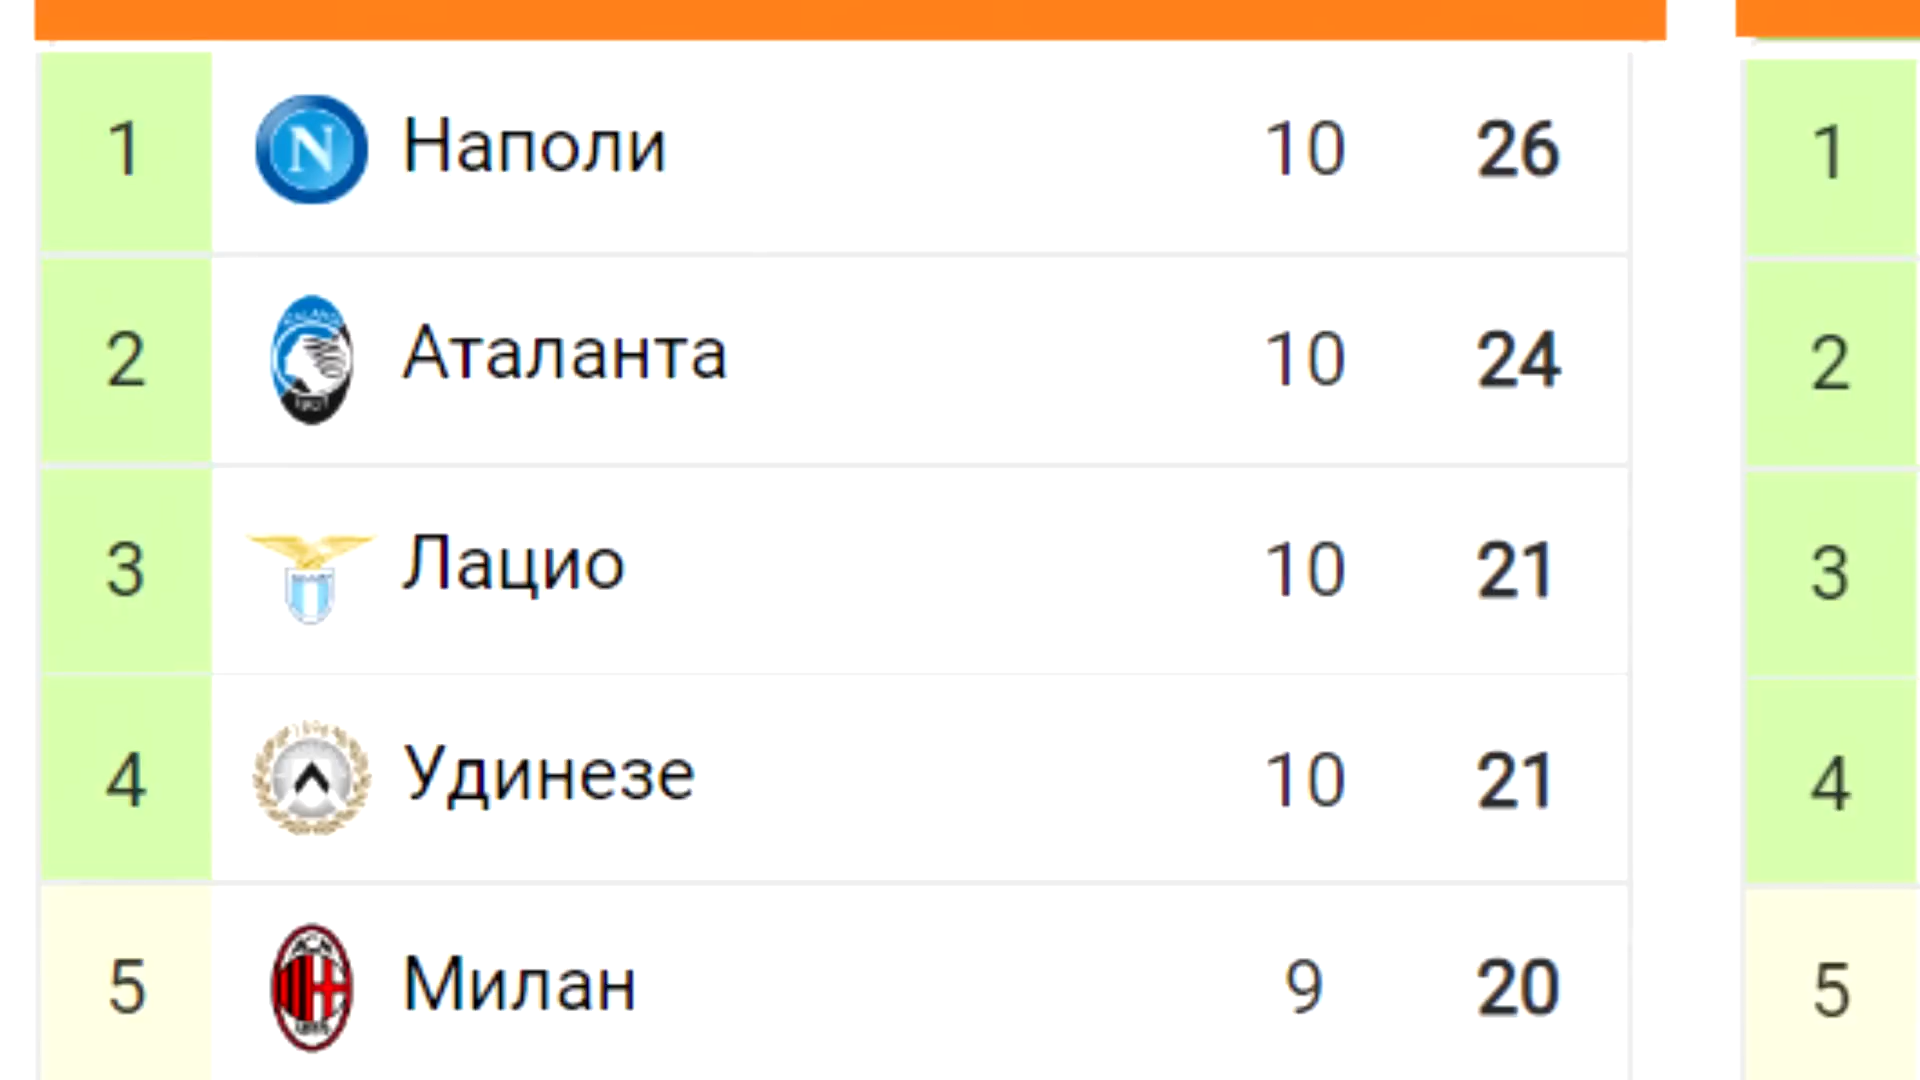 1 Наполи 10 26
2 Аталанта 10 24
3 Лацио 10 21
4 Удинезе 10 21
5 Милан 9 20
1
2
3
4
5